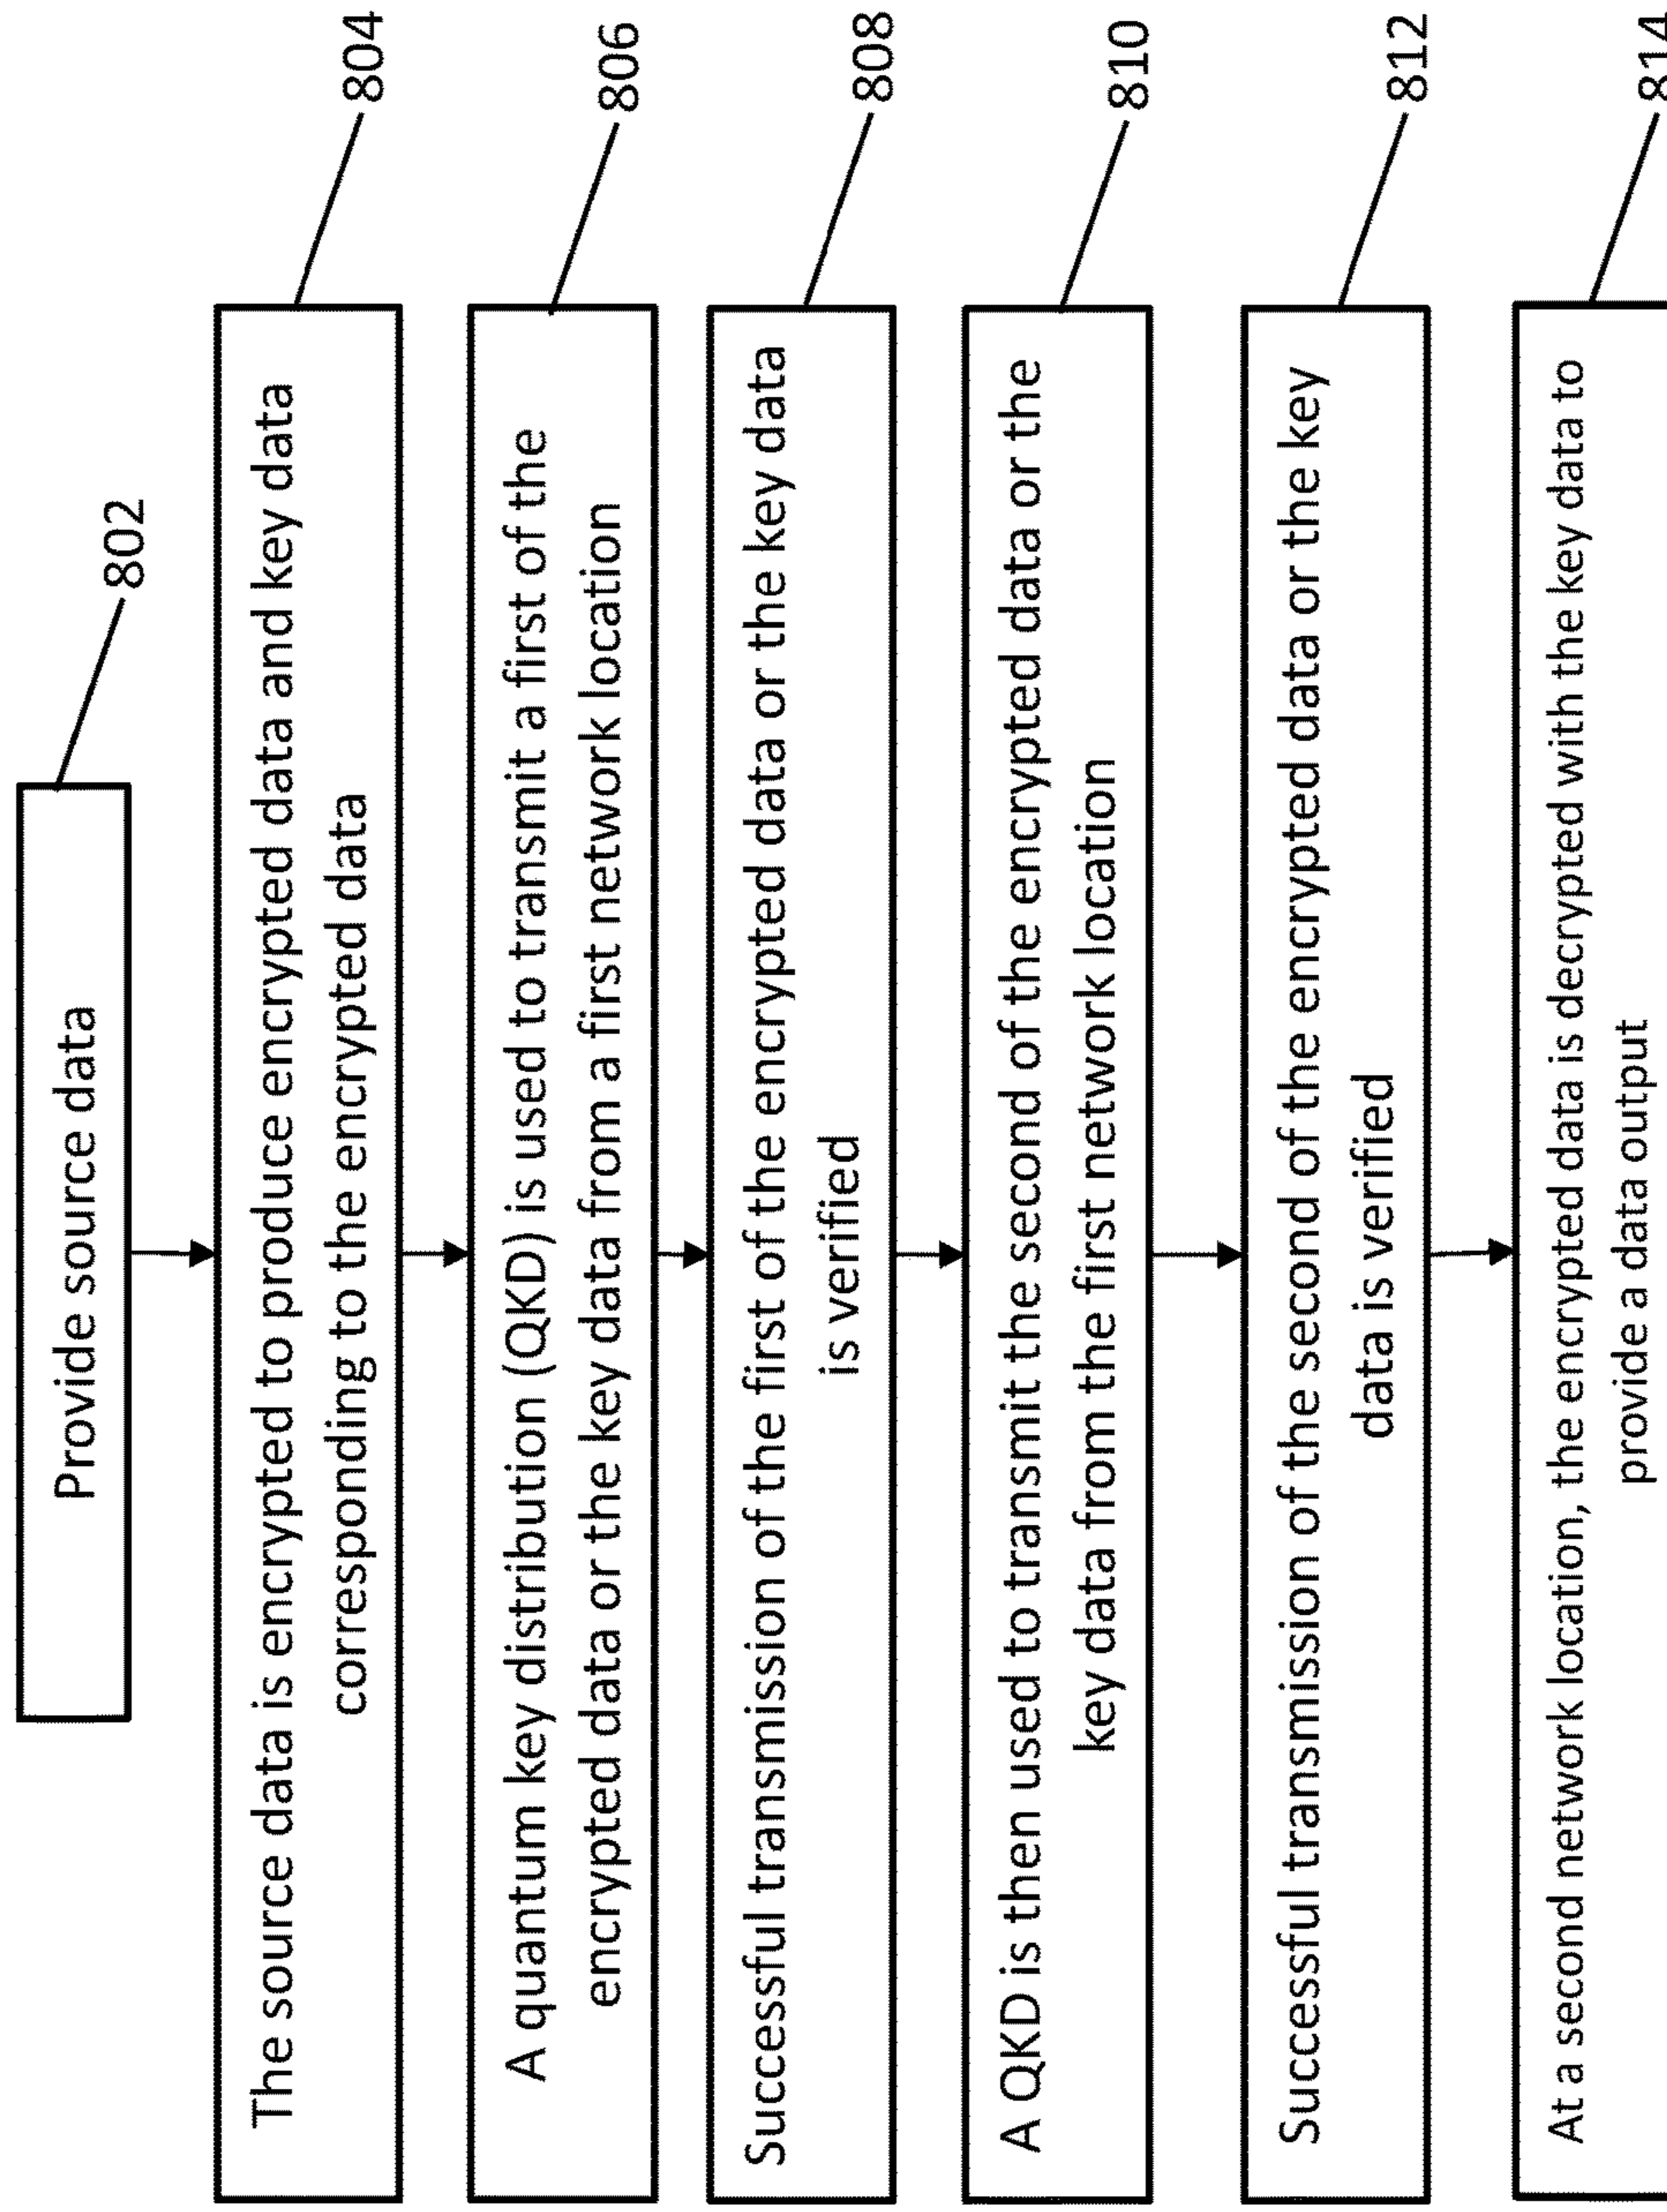 802
Provide source data
804
The source data is encrypted to produce encrypted data and key data
corresponding to the encrypted data
806
A quantum key distribution (QKD) is used to transmit a first of the
encrypted data or the key data from a first network location
808
Successful transmission of the first of the encrypted data or the key data
is verified
810
A QKD is then used to transmit the second of the encrypted data or the
key data from the first network location
812
Successful transmission of the second of the encrypted data or the key
data is verified
814
At a second network location, the encrypted data is decrypted with the key data to
provide a data output